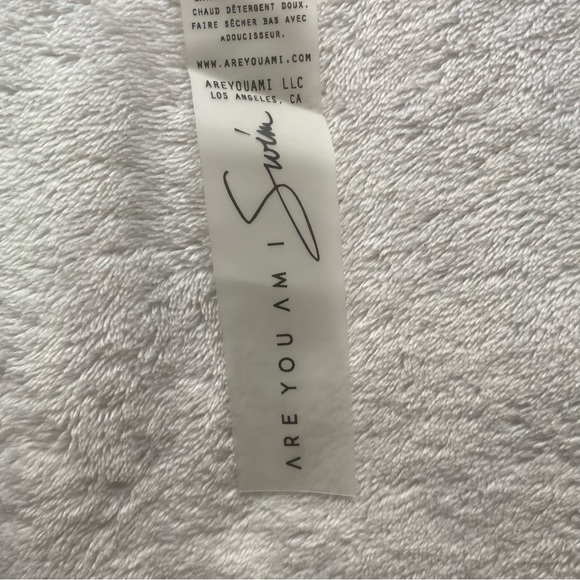 CHAUD DÉTERGENT DOUX.
FAIRE SÉCHER BAS AVEC
ADOUCISSEUR.
WWW.AREYOUAMI.COM
AREYOUAMI LLC
LOS ANGELES, CA
ARE YOU AM I Swim